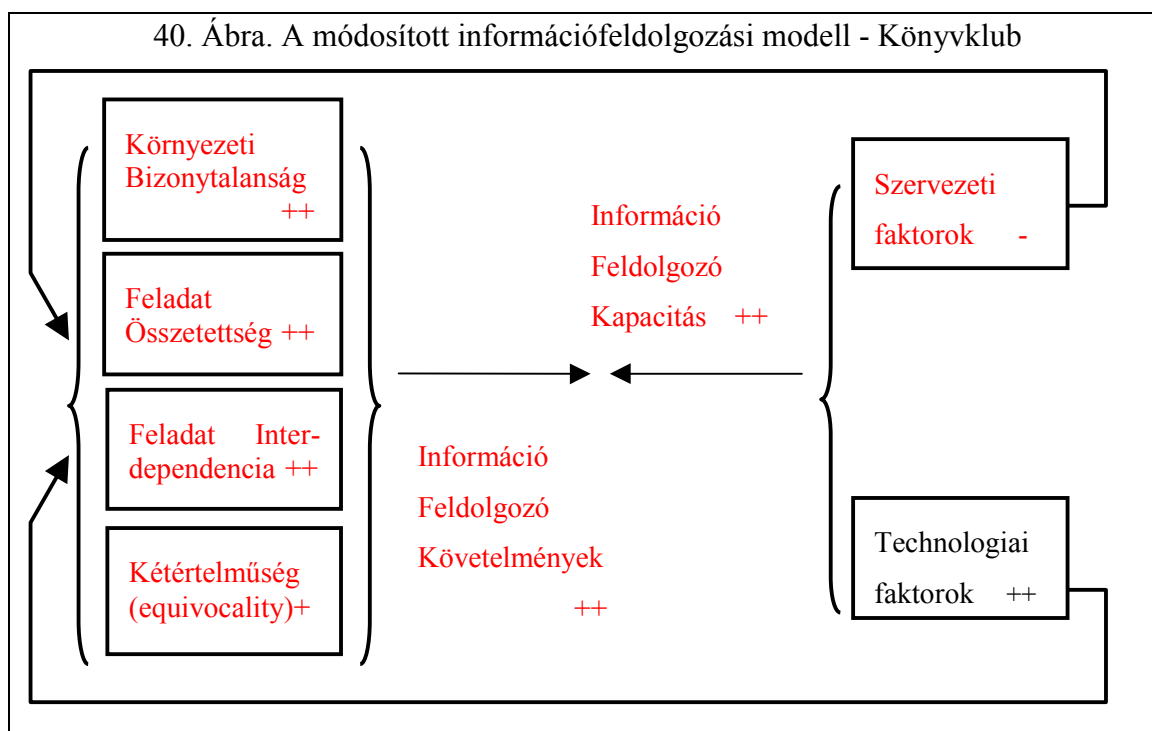 40. Ábra. A módosított információfeldolgozási modell - Könyvklub
Környezeti
Bizonytalanság
++
Feladat
Összetettség ++
Feladat Inter-
dependencia ++
Kétértelműség
(equivocality)+
Információ
Feldolgozó
Kapacitás ++
Információ
Feldolgozó
Követelmények
++
Szervezeti
faktorok -
Technologiai
faktorok ++